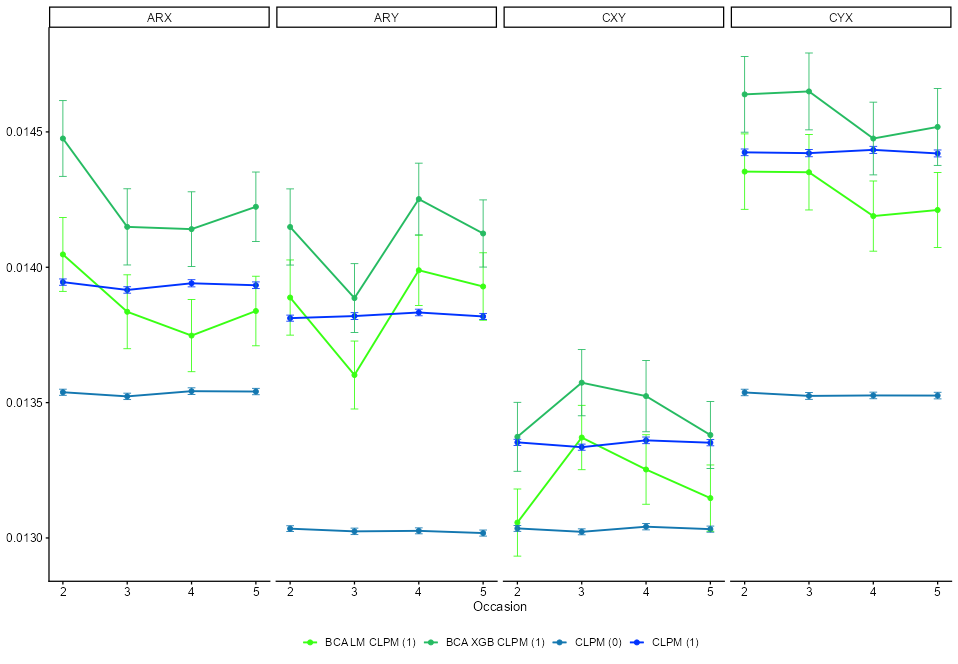 ARX ARY CXY CYX
0.0145
0.0140
0.0135
0.0130
2 3 4 5 2 3 4 5 2 3 4 5 2 3 4 5
Occasion
BCA LM CLPM (1) BCA XGB CLPM (1) CLPM (0) CLPM (1)